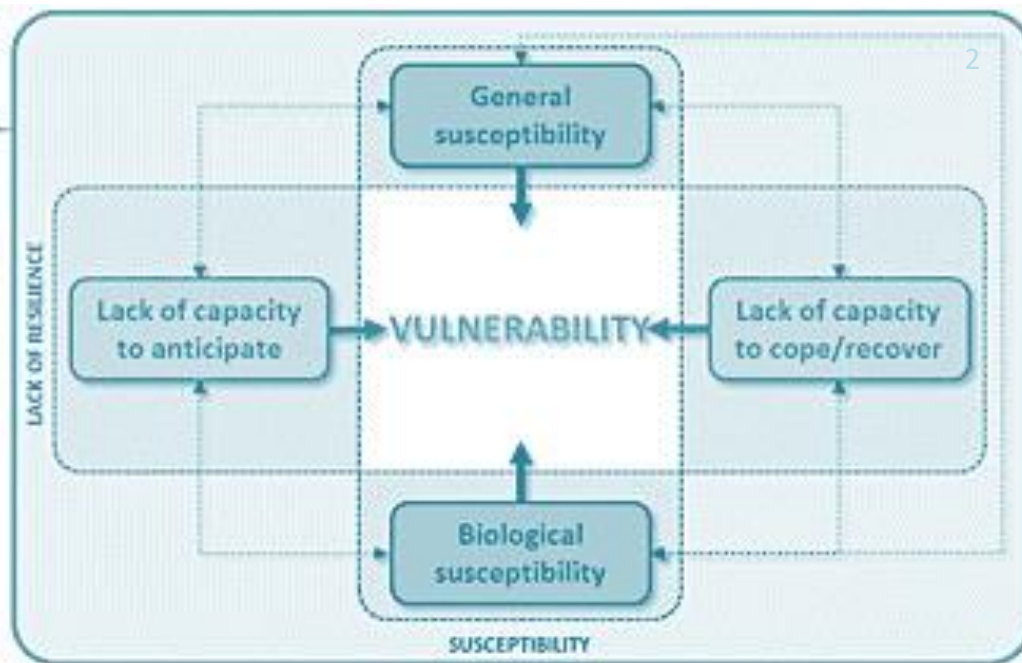 2
General
susceptibility
LACK OF RESILIENCE
Lack of capacity
to anticipate
VULNERABILITY
Lack of capacity
to cope/recover
Biological
susceptibility
SUSCEPTIBILITY